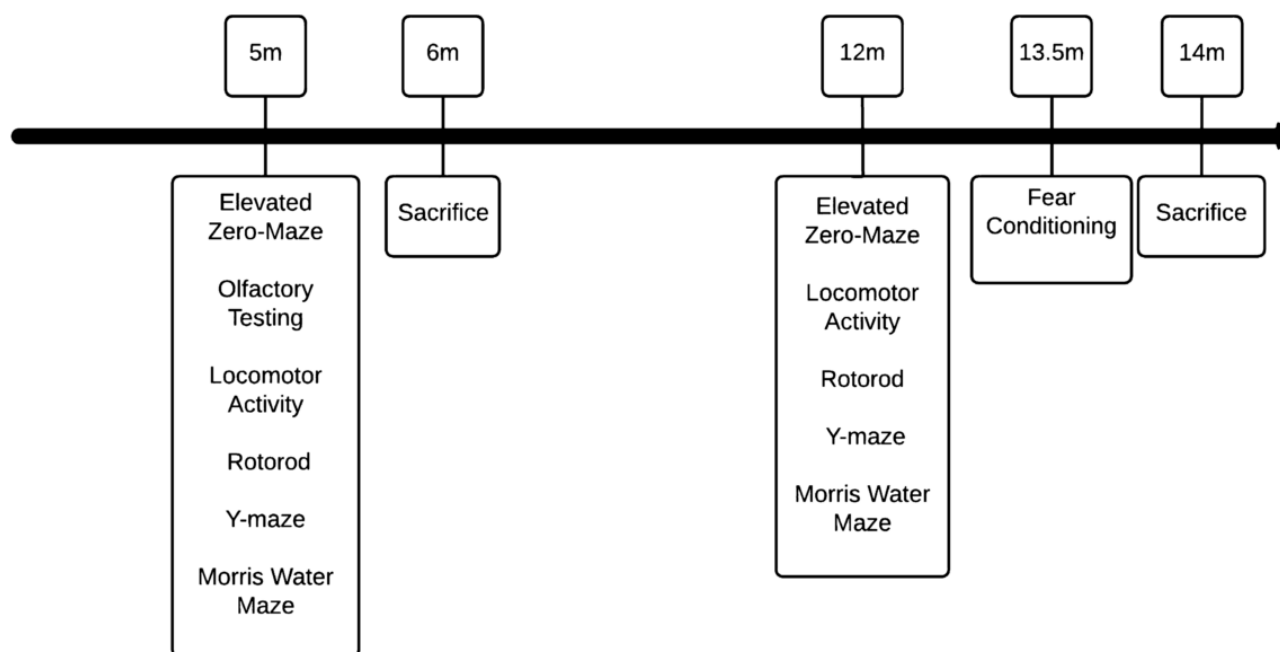 5m
6m
12m
13.5m
14m
Elevated
Zero-Maze
Olfactory
Testing
Locomotor
Activity
Rotorod
Y-maze
Morris Water
Maze
Sacrifice
Elevated
Zero-Maze
Locomotor
Activity
Rotorod
Y-maze
Morris Water
Maze
Fear
Conditioning
Sacrifice